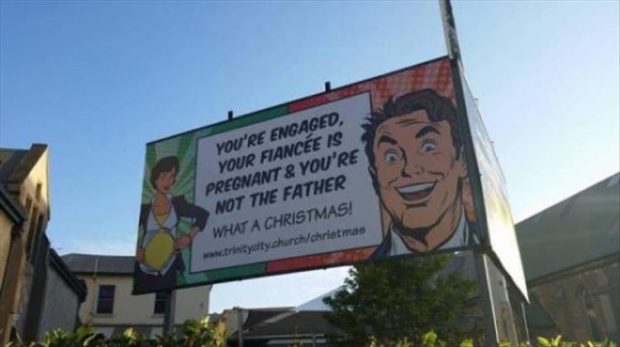 YOU'RE ENGAGED,
YOUR FIANCÉE IS
PREGNANT & YOU'RE
NOT THE FATHER
WHAT A CHRISTMAS!
www.trinitycity.church/christmas